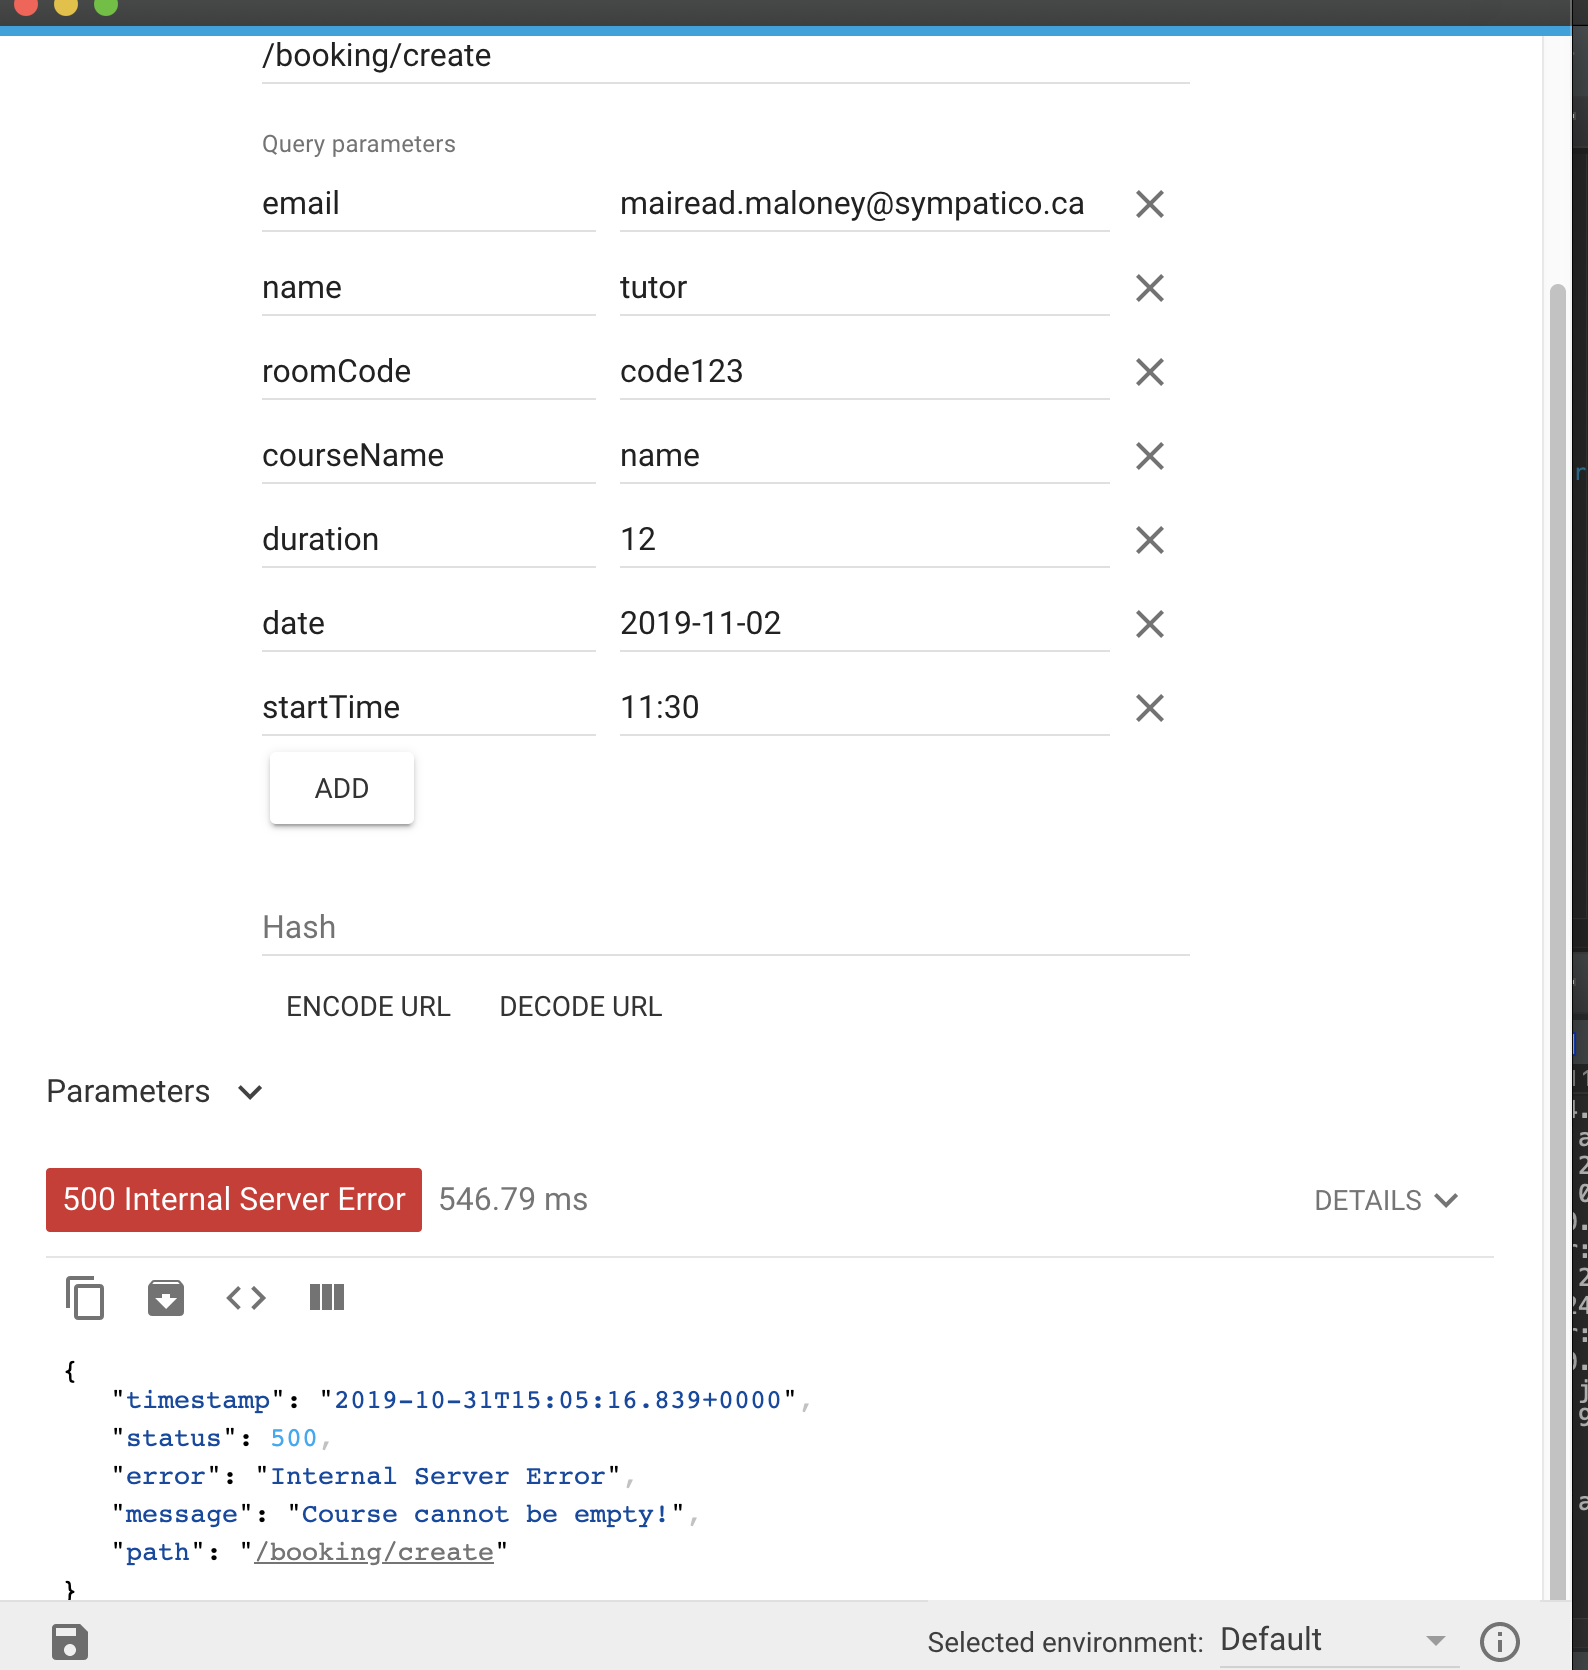 /booking/create
Query parameters
email mairead.maloney@sympatico.ca
name tutor
roomCode code123
courseName name
duration 12
date 2019-11-02
startTime 11:30
ADD
Hash
ENCODE URL DECODE URL
Parameters
500 Internal Server Error 546.79 ms DETAILS
{
"timestamp": "2019-10-31T15:05:16.839+0000",
"status": 500,
"error": "Internal Server Error",
"message": "Course cannot be empty!",
"path": "/booking/create"
}
Selected environment: Default